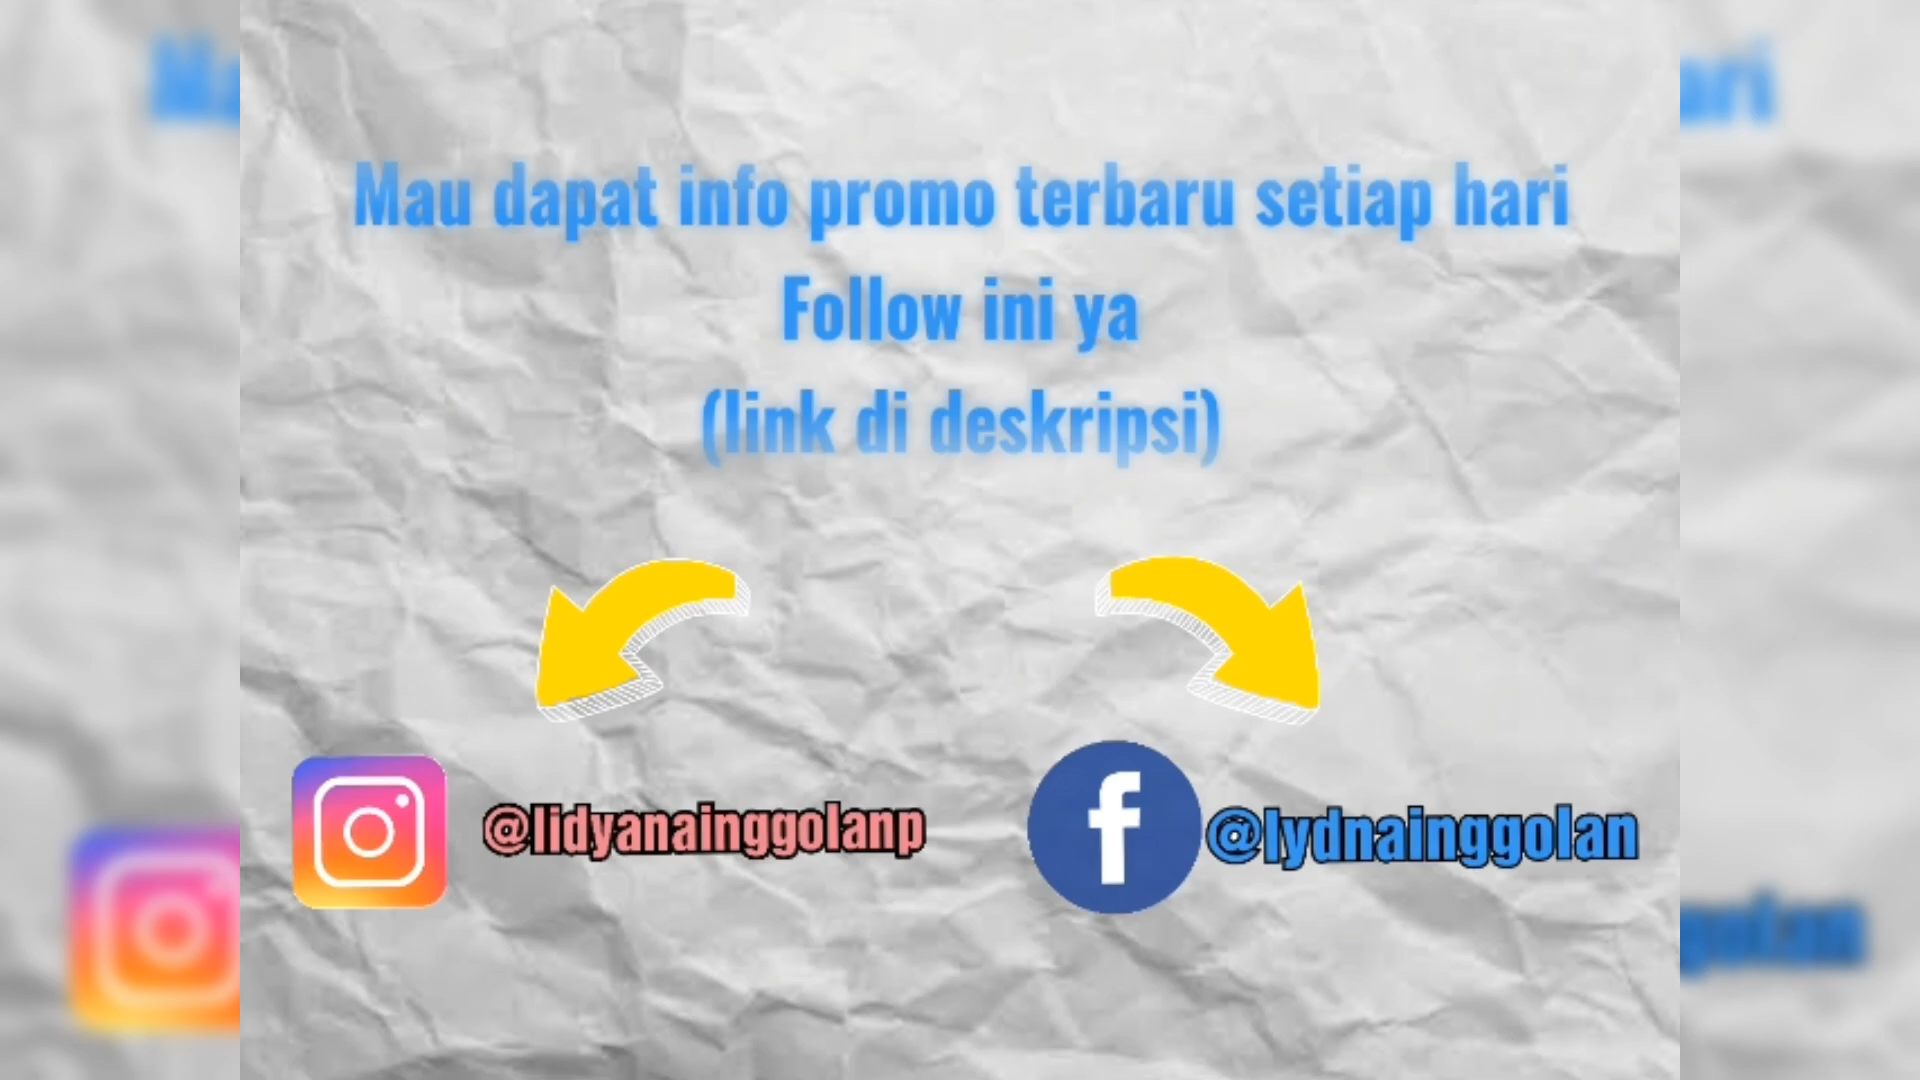 Mau dapat info promo terbaru setiap hari
Follow ini ya
(link di deskripsi)
@lidyanainggolanp
@lydnainggolan